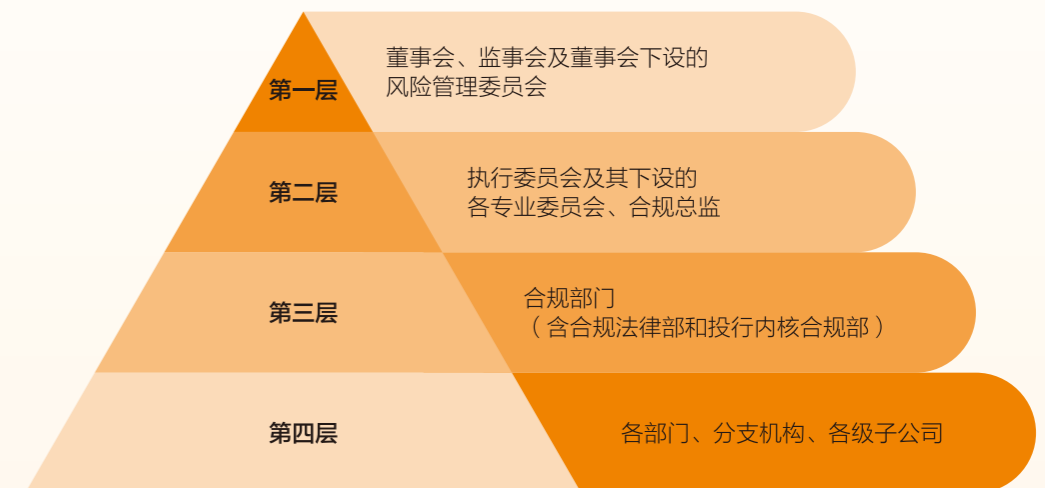 第一层
董事会、监事会及董事会下设的
风险管理委员会
第二层
执行委员会及其下设的
各专业委员会、合规总监
第三层
合规部门
（含合规法律部和投行内核合规部）
第四层
各部门、分支机构、各级子公司